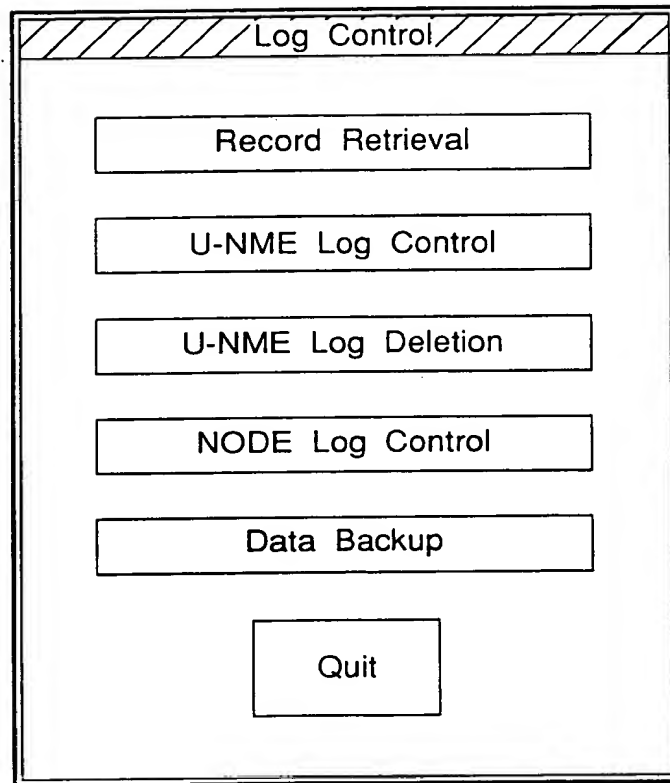 Log Control
Record Retrieval
U-NME Log Control
U-NME Log Deletion
NODE Log Control
Data Backup
Quit